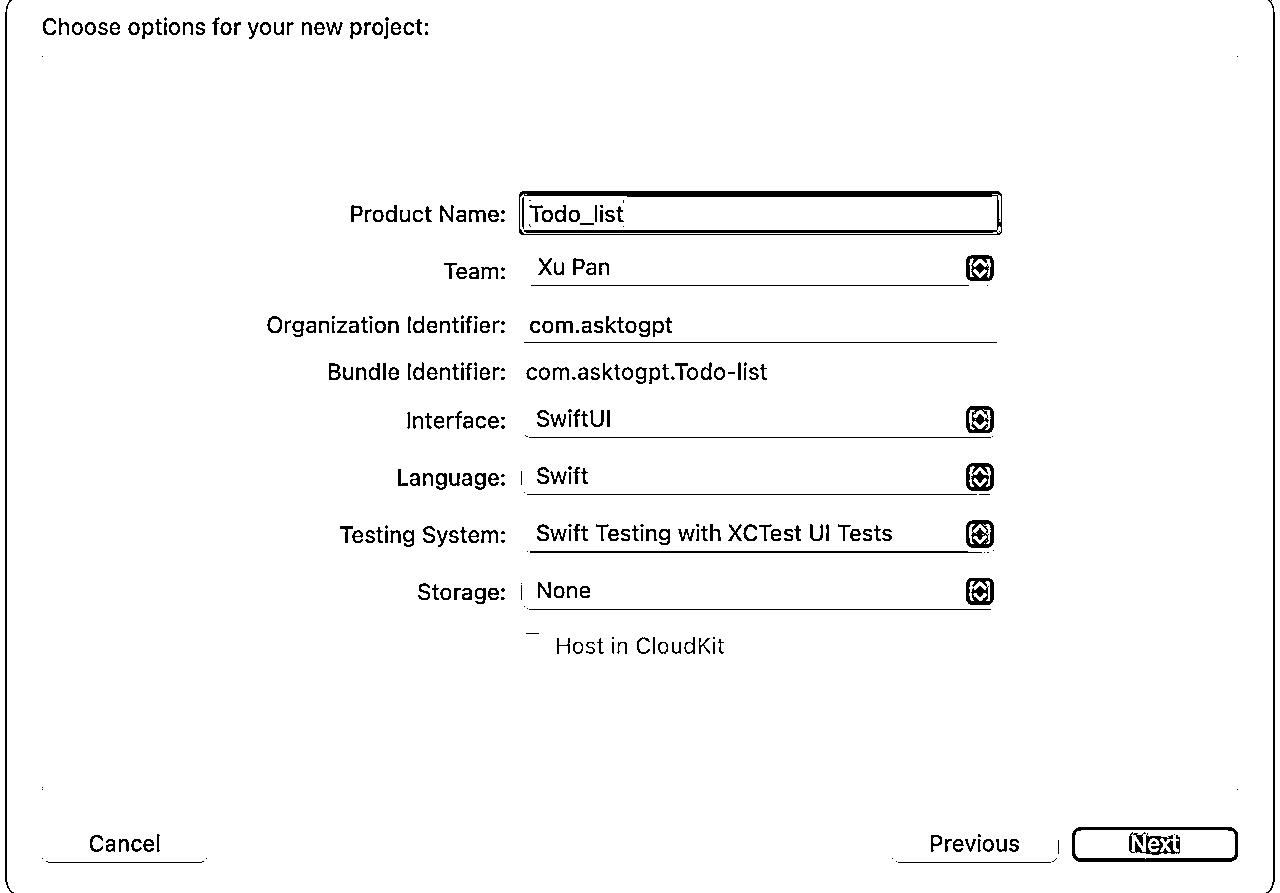 Choose options for your new project:
Product Name: Todo_list
Team: Xu Pan
Organization Identifier: com.asktogpt
Bundle Identifier: com.asktogpt.Todo-list
Interface: SwiftUI
Language: Swift
Testing System: Swift Testing with XCTest UI Tests
Storage: None
Host in CloudKit
Cancel Previous Next